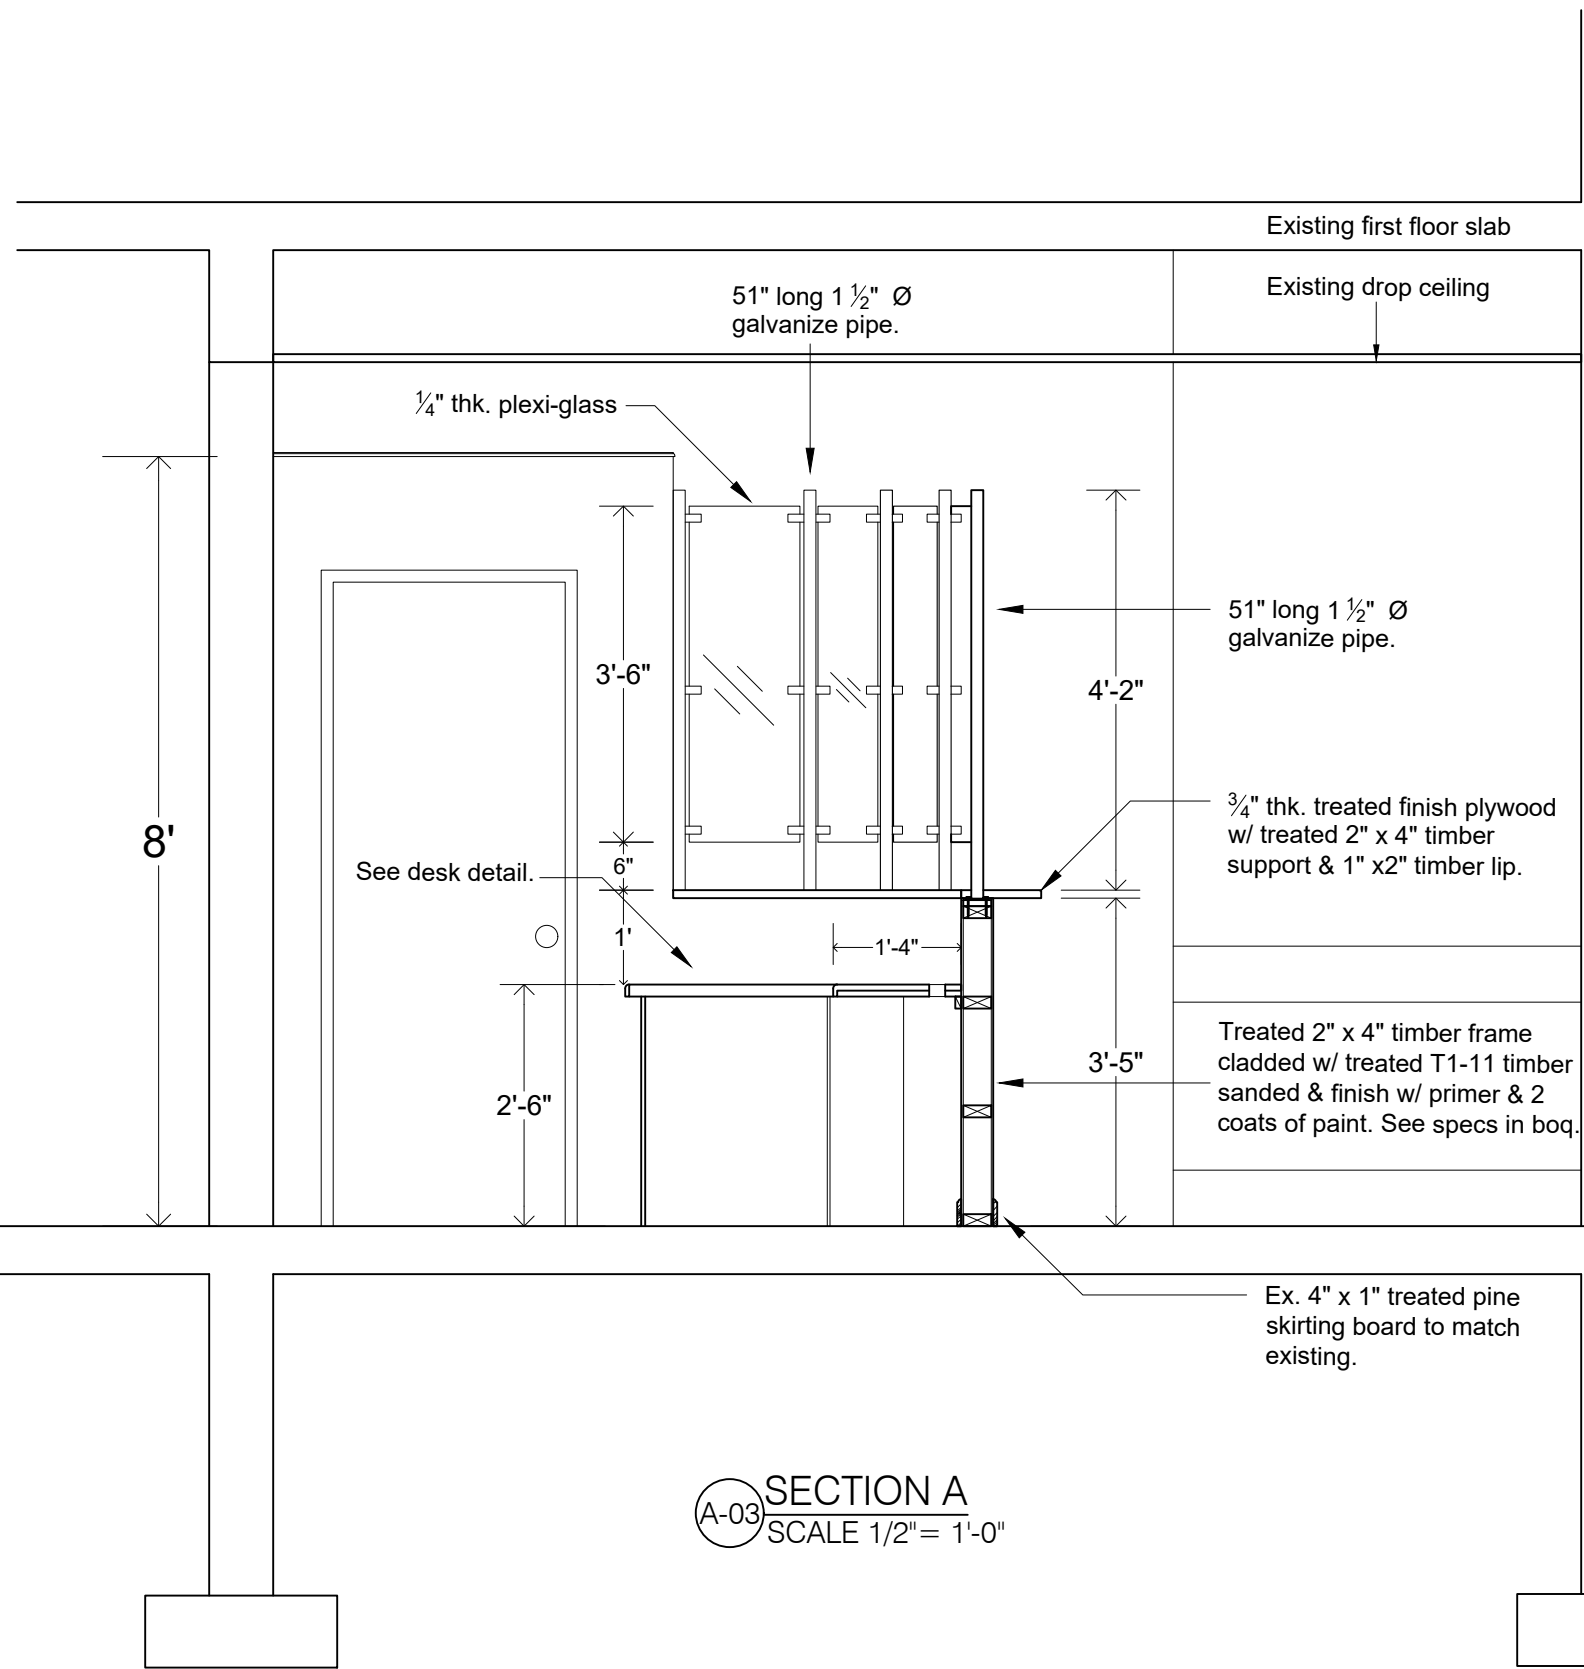 Existing first floor slab
Existing drop ceiling
51" long 1 ½" Ø
galvanize pipe.
¼" thk. plexi-glass
51" long 1 ½" Ø
galvanize pipe.
3'-6"
4'-2"
¾" thk. treated finish plywood
w/ treated 2" x 4" timber
support & 1" x2" timber lip.
8'
See desk detail.
6"
1'
1'-4"
Treated 2" x 4" timber frame
cladded w/ treated T1-11 timber
sanded & finish w/ primer & 2
coats of paint. See specs in boq.
3'-5"
2'-6"
Ex. 4" x 1" treated pine
skirting board to match
existing.
A-03
SECTION A
SCALE 1/2"= 1'-0"